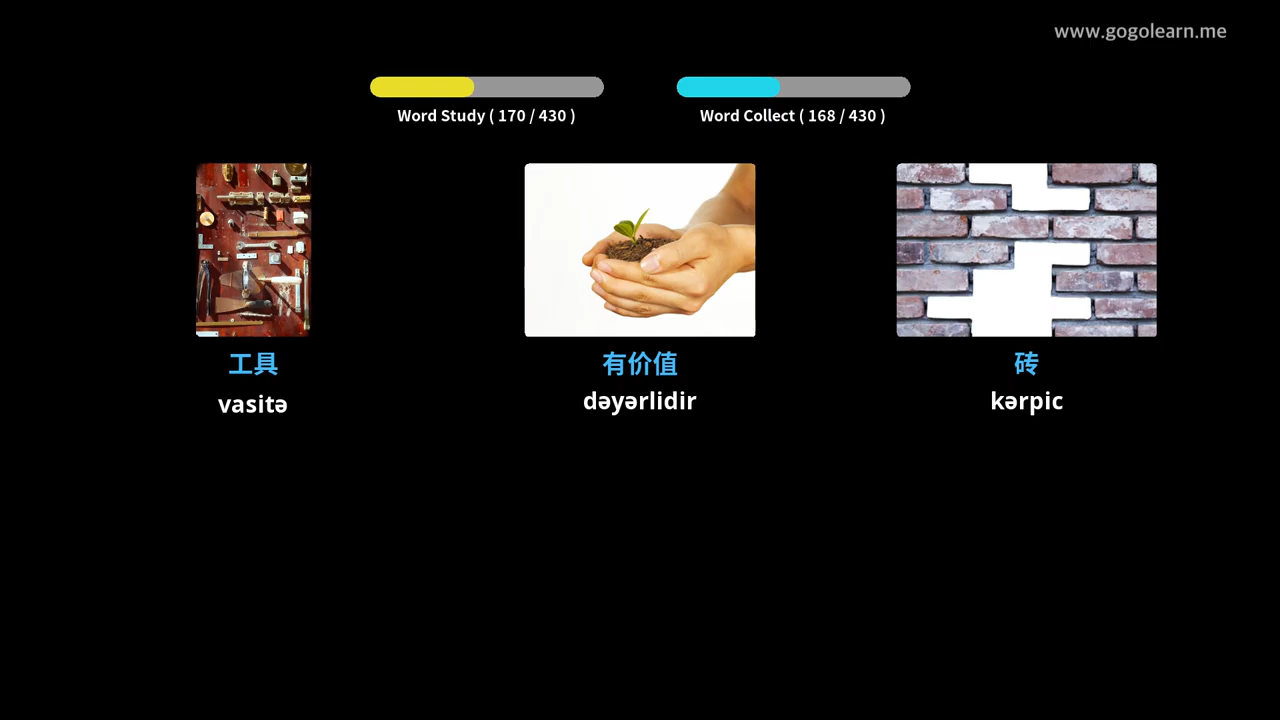 www.gogolearn.me
Word Study ( 170 / 430 )
Word Collect ( 168 / 430 )
工具
有价值
砖
vasitə
dəyərlidir
kərpic